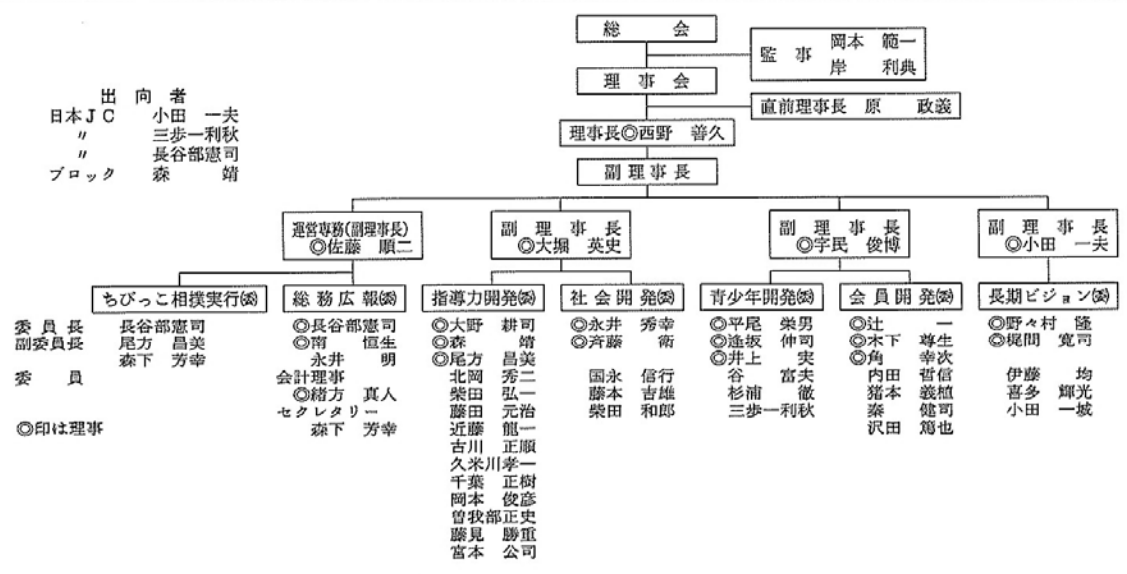 総会
監事 岡本 範一
岸 利典
理事会
直前理事長 原 政義
理事長◎西野 善久
副理事長
出向者
日本JC 小田 一夫
〃 三歩一利秋
〃 長谷部憲司
ブロック 森 靖
運営専務(副理事長)
◎佐藤 順二
副理事長
◎大堀 英史
副理事長
◎宇民 俊博
副理事長
◎小田 一夫
ちびっこ相撲実行(委)
委員長 長谷部憲司
副委員長 尾方 昌美
森下 芳幸
委員
◎印は理事
総務広報(委)
◎長谷部憲司
◎南 恒生
永井 明
会計理事
◎緒方 真人
セクレタリー
森下 芳幸
指導力開発(委)
◎大野 耕司
◎森 靖
◎尾方 昌美
北岡 秀二
柴田 弘一
藤田 元治
近藤 龍一
古川 正順
久米川孝一
千葉 正樹
岡本 俊彦
曽我部正史
藤見 勝重
宮本 公司
社会開発(委)
◎永井 秀幸
◎斉藤 衛
国永 信行
藤本 吉雄
柴田 和郎
青少年開発(委)
◎平尾 栄男
◎逢坂 伸司
◎井上 実
谷 富夫
杉浦 徹
三歩一利秋
会員開発(委)
◎辻 一
◎木下 尊生
◎角 幸次
内田 哲信
猪本 義植
秦 健司
沢田 篤也
長期ビジョン(委)
◎野々村 隆
◎梶間 寛司
伊藤 均
喜多 輝光
小田 一城